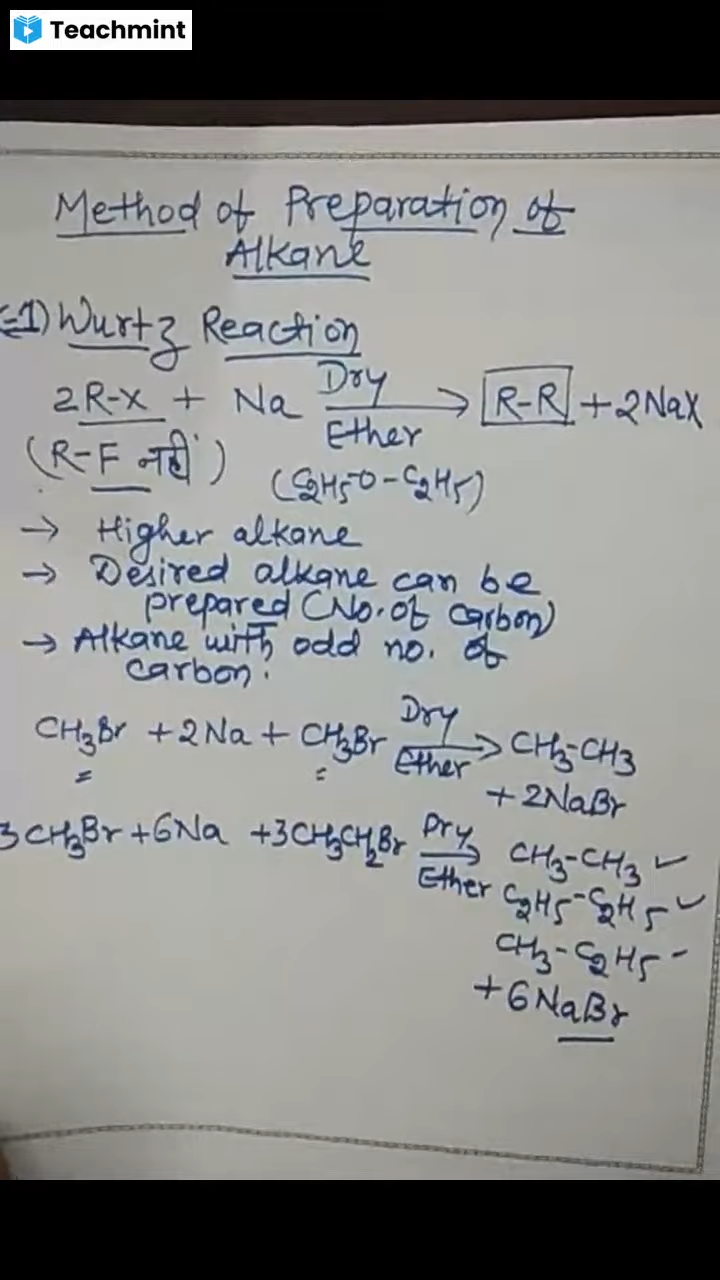 Teachmint
Method of Preparation of
Alkane
1) Wurtz Reaction
2R-X + Na Dry Ether → R-R + 2NaX
(R-F नहीं) (C2H5-O-C2H5)
→ Higher alkane
→ Desired alkane can be
prepared (No. of carbon)
→ Alkane with odd no. of
carbon.
CH3Br + 2Na + CH3Br Dry Ether → CH3-CH3
+ 2NaBr
3CH3Br + 6Na + 3CH3CH2Br Dry Ether → CH3-CH3 ✓
C2H5-C2H5 ✓
CH3-C2H5 -
+ 6NaBr